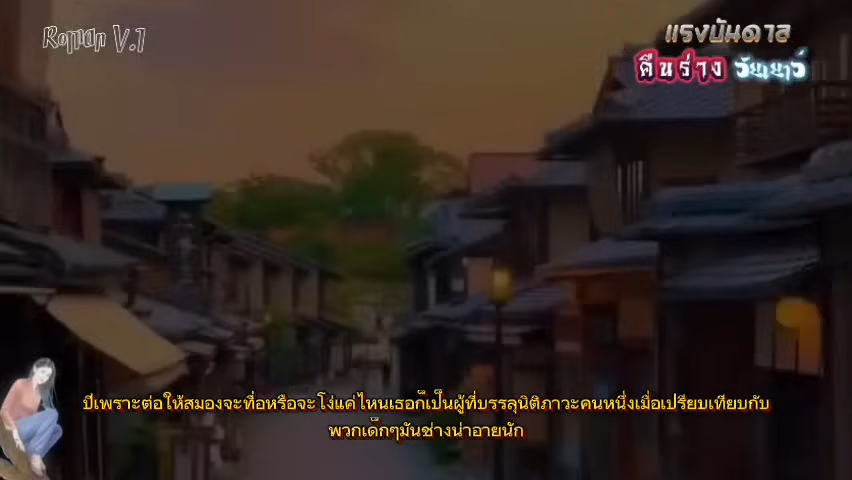 Roman V.1
แรงบันดาล
คืนร่าง วัยเยาว์
ปีเพราะต่อให้สมองจะทื่อหรือจะโง่แค่ไหนเธอก็เป็นผู้ที่บรรลุนิติภาวะคนหนึ่งเมื่อเปรียบเทียบกับ
พวกเด็กๆมันช่างน่าอายนัก